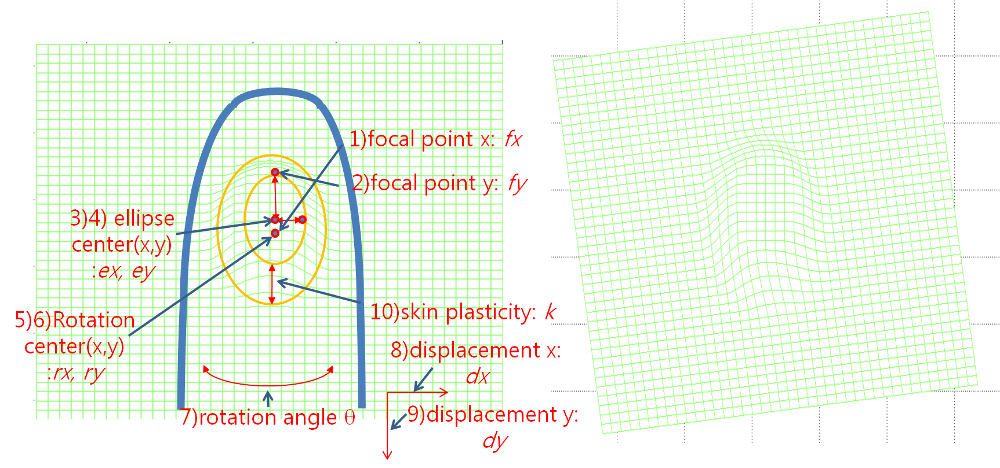 1)focal point x: fx
2)focal point y: fy
3)4) ellipse
center(x,y)
:ex, ey
5)6)Rotation
center(x,y)
:rx, ry
10)skin plasticity: k
8)displacement x:
dx
7)rotation angle θ
9)displacement y:
dy